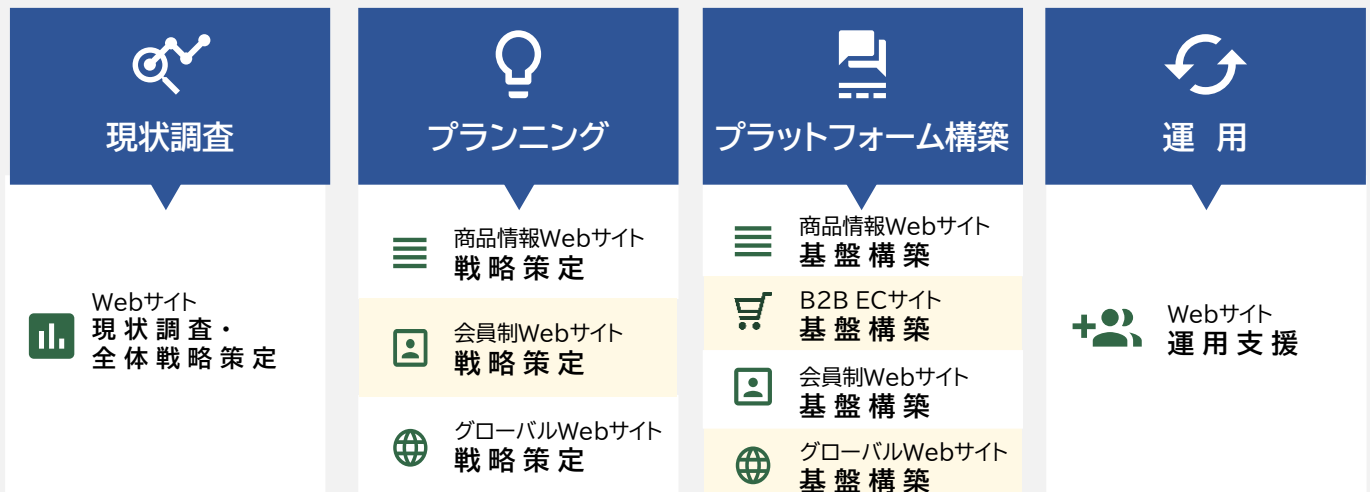 現状調査
Webサイト
現状調査・
全体戦略策定
プランニング
商品情報Webサイト
戦略策定
会員制Webサイト
戦略策定
グローバルWebサイト
戦略策定
プラットフォーム構築
商品情報Webサイト
基盤構築
B2B ECサイト
基盤構築
会員制Webサイト
基盤構築
グローバルWebサイト
基盤構築
運用
Webサイト
運用支援